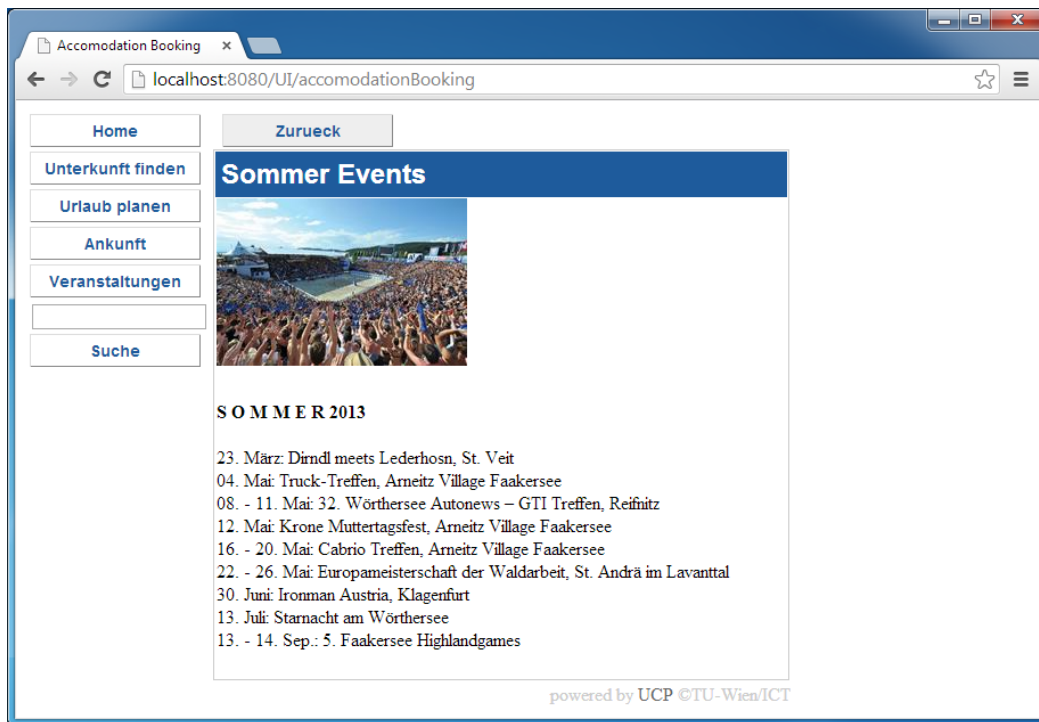 Accomodation Booking
localhost:8080/UI/accomodationBooking
Home
Zurueck
Unterkunft finden
Urlaub planen
Ankunft
Veranstaltungen
Suche
Sommer Events
S O M M E R 2013
23. März: Dirndl meets Lederhosn, St. Veit
04. Mai: Truck-Treffen, Arneitz Village Faakersee
08. - 11. Mai: 32. Wörthersee Autonews – GTI Treffen, Reifnitz
12. Mai: Krone Muttertagsfest, Arneitz Village Faakersee
16. - 20. Mai: Cabrio Treffen, Arneitz Village Faakersee
22. - 26. Mai: Europameisterschaft der Waldarbeit, St. Andrä im Lavanttal
30. Juni: Ironman Austria, Klagenfurt
13. Juli: Starnacht am Wörthersee
13. - 14. Sep.: 5. Faakersee Highlandgames
powered by UCP ©TU-Wien/ICT